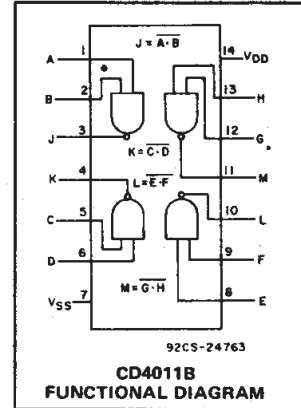 J = A·B
1
A
2
B
3
J
K = C·D
4
K
L = E·F
5
C
6
D
M = G·H
7
VSS
14
VDD
13
H
12
G
11
M
10
L
9
F
8
E
92CS-24763
CD4011B
FUNCTIONAL DIAGRAM